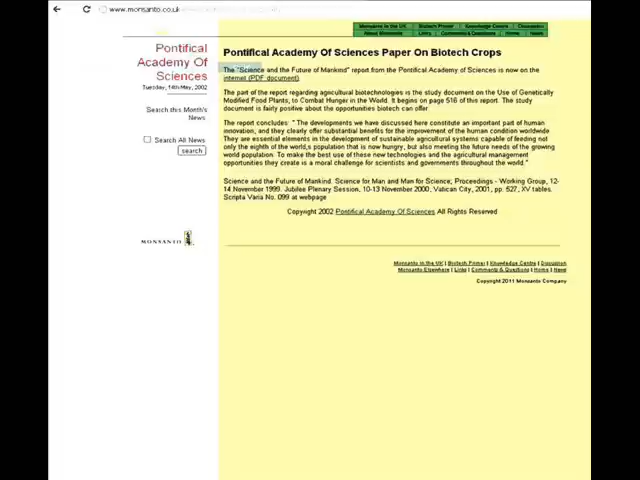 www.monsanto.co.uk
Monsanto in the UK | Biotech Primer | Knowledge Centre | Discussion
About Monsanto | Links | Comments & Questions | Home | News
Pontifical
Academy Of
Sciences
Tuesday, 14th May, 2002
Search this Month's
News
Search All News
search
MONSANTO
Pontifical Academy Of Sciences Paper On Biotech Crops
The "Science and the Future of Mankind" report from the Pontifical Academy of Sciences is now on the
internet (PDF document).
The part of the report regarding agricultural biotechnologies is the study document on the Use of Genetically
Modified Food Plants, to Combat Hunger in the World. It begins on page 516 of this report. The study
document is fairly positive about the opportunities biotech can offer
The report concludes: " The developments we have discussed here constitute an important part of human
innovation, and they clearly offer substantial benefits for the improvement of the human condition worldwide
They are essential elements in the development of sustainable agricultural systems capable of feeding not
only the eighth of the world,s population that is now hungry, but also meeting the future needs of the growing
world population. To make the best use of these new technologies and the agricultural management
opportunities they create is a moral challenge for scientists and governments throughout the world."
Science and the Future of Mankind. Science for Man and Man for Science; Proceedings - Working Group, 12-
14 November 1999. Jubilee Plenary Session, 10-13 November 2000, Vatican City, 2001, pp. 527, XV tables.
Scripta Varia No. 099 at webpage
Copyright 2002 Pontifical Academy Of Sciences All Rights Reserved
Monsanto in the UK | Biotech Primer | Knowledge Centre | Discussion
Monsanto Elsewhere | Links | Comments & Questions | Home | News
Copyright 2011 Monsanto Company